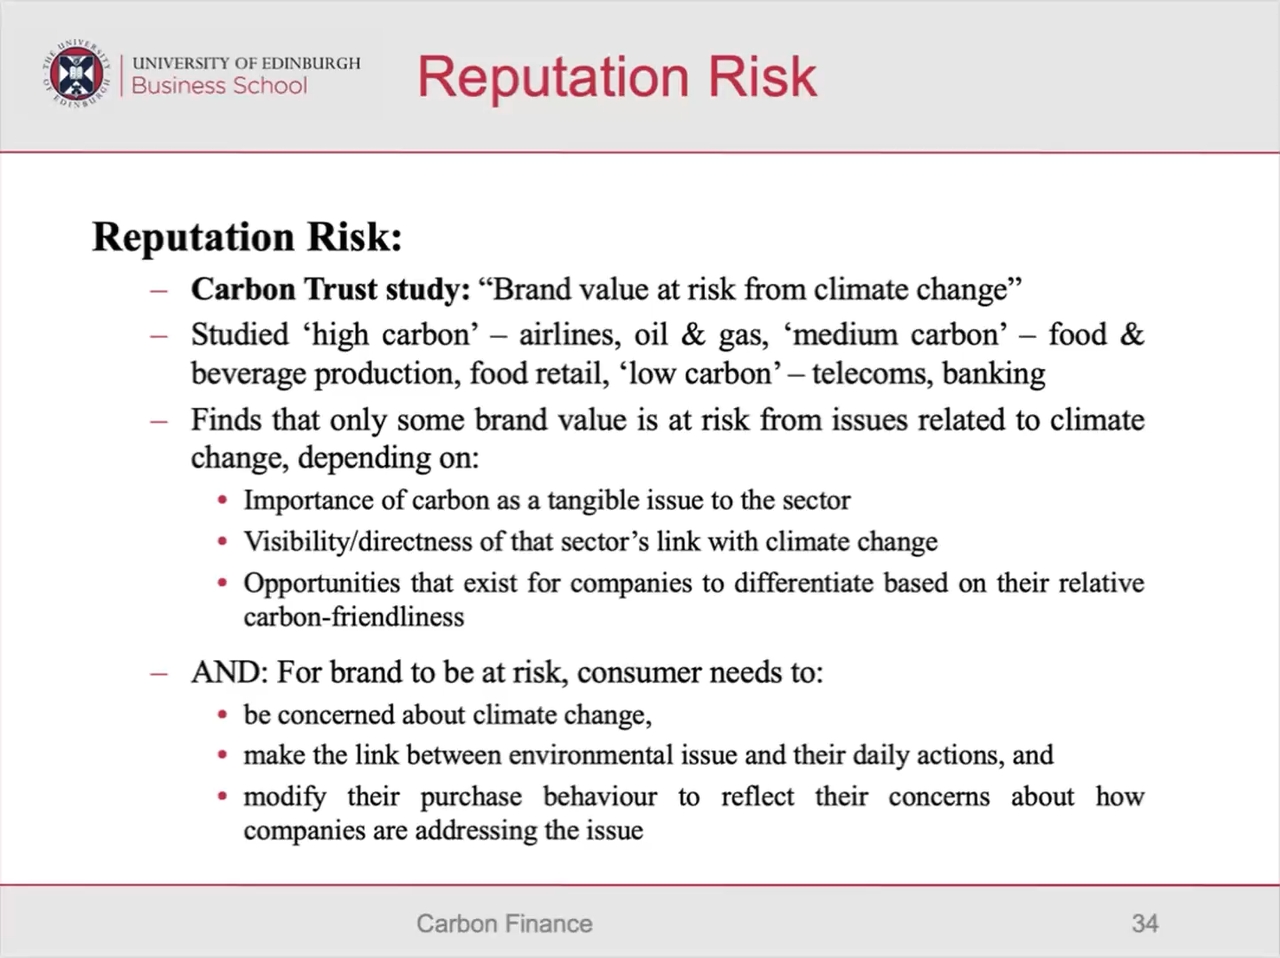 THE UNIVERSITY OF EDINBURGH
UNIVERSITY OF EDINBURGH
Business School
Reputation Risk
Reputation Risk:
– Carbon Trust study: “Brand value at risk from climate change”
– Studied ‘high carbon’ – airlines, oil & gas, ‘medium carbon’ – food &
beverage production, food retail, ‘low carbon’ – telecoms, banking
– Finds that only some brand value is at risk from issues related to climate
change, depending on:
• Importance of carbon as a tangible issue to the sector
• Visibility/directness of that sector’s link with climate change
• Opportunities that exist for companies to differentiate based on their relative
carbon-friendliness
– AND: For brand to be at risk, consumer needs to:
• be concerned about climate change,
• make the link between environmental issue and their daily actions, and
• modify their purchase behaviour to reflect their concerns about how
companies are addressing the issue
Carbon Finance
34